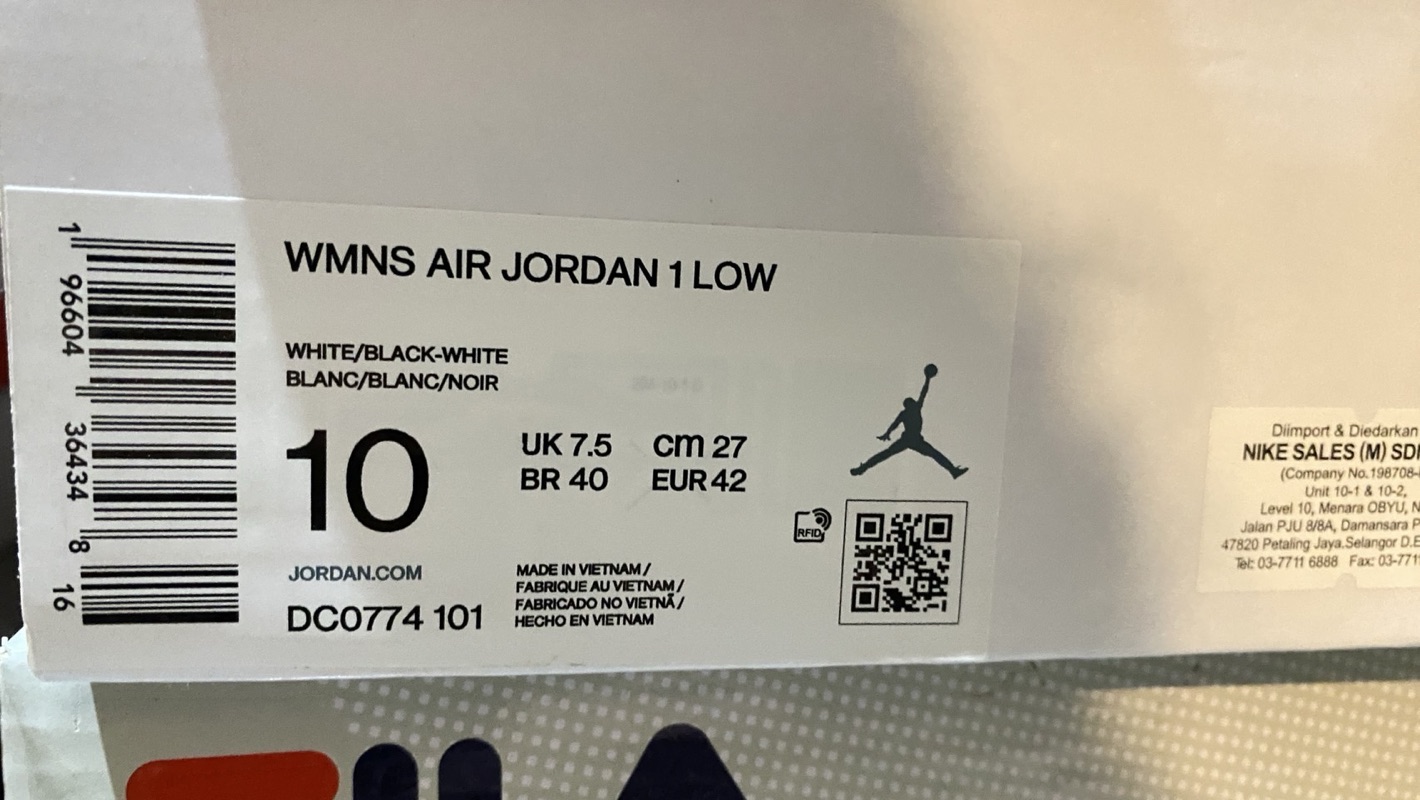 WMNS AIR JORDAN 1 LOW
WHITE/BLACK-WHITE
BLANC/BLANC/NOIR
10
UK 7.5 cm 27
BR 40 EUR 42
JORDAN.COM
DC0774 101
MADE IN VIETNAM /
FABRIQUE AU VIETNAM /
FABRICADO NO VIETNÃ /
HECHO EN VIETNAM
RFID
1 96604 36434 8 16
Diimport & Diedarkan
NIKE SALES (M)
(Company No.198708-
Unit 10-1 & 10-2,
Level 10, Menara OBYU,
Jalan PJU 8/8A, Damansara
47820 Petaling Jaya.Selangor
Tel: 03-7711 6888 Fax: 03-771